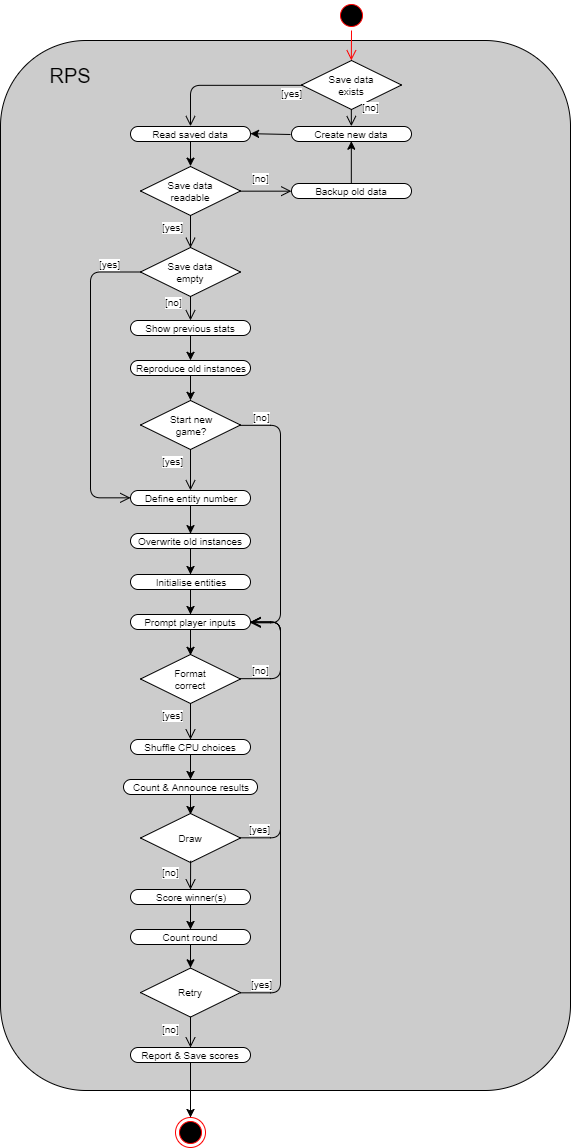 RPS
Save data
exists
[yes]
[no]
Read saved data
Create new data
Save data
readable
[no]
Backup old data
[yes]
Save data
empty
[yes]
[no]
Show previous stats
Reproduce old instances
Start new
game?
[no]
[yes]
Define entity number
Overwrite old instances
Initialise entities
Prompt player inputs
Format
correct
[no]
[yes]
Shuffle CPU choices
Count & Announce results
Draw
[yes]
[no]
Score winner(s)
Count round
Retry
[yes]
[no]
Report & Save scores